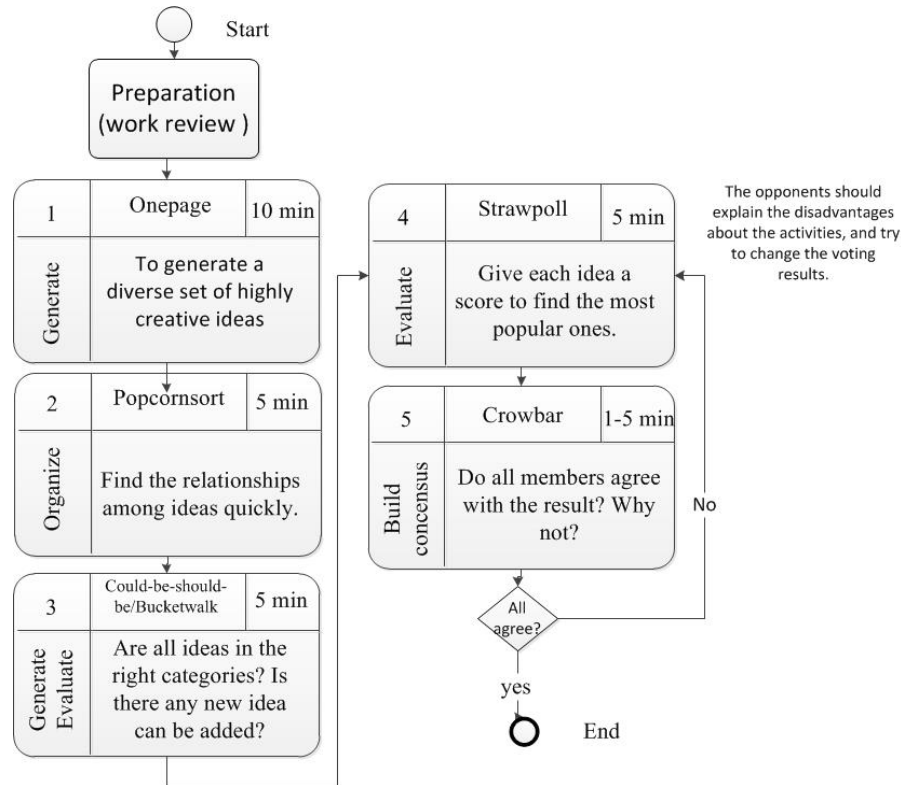 Start
Preparation
(work review )
1
Onepage
10 min
Generate
To generate a
diverse set of highly
creative ideas
2
Popcornsort
5 min
Organize
Find the relationships
among ideas quickly.
3
Could-be-should-
be/Bucketwalk
5 min
Generate
Evaluate
Are all ideas in the
right categories? Is
there any new idea
can be added?
4
Strawpoll
5 min
Evaluate
Give each idea a
score to find the most
popular ones.
5
Crowbar
1-5 min
Build
concensus
Do all members agree
with the result? Why
not?
All
agree?
No
yes
End
The opponents should
explain the disadvantages
about the activities, and try
to change the voting
results.